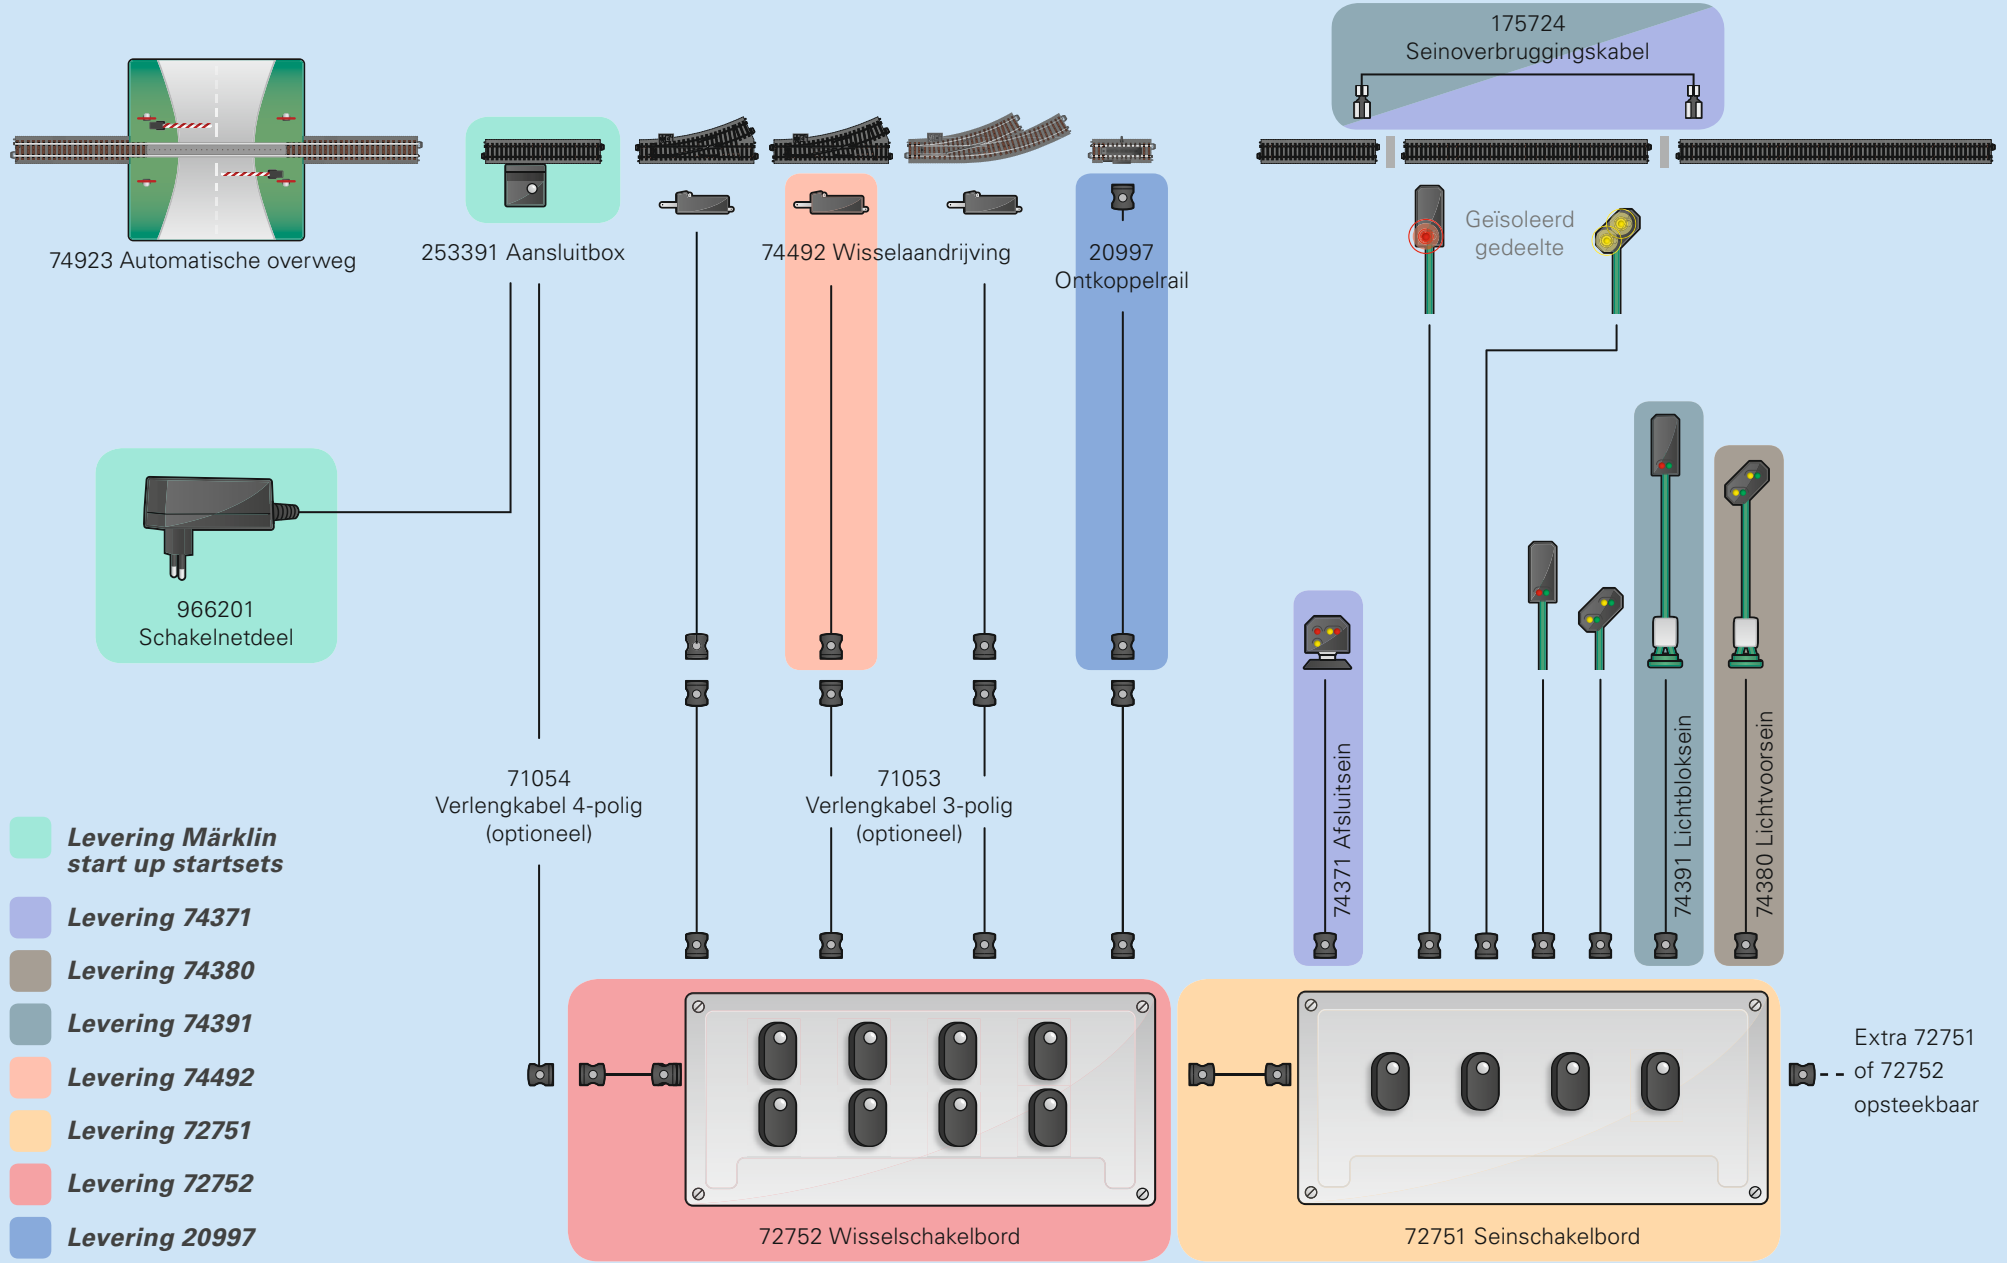 175724
Seinoverbruggingskabel
Geïsoleerd
gedeelte
74923 Automatische overweg
253391 Aansluitbox
74492 Wisselaandrijving
20997
Ontkoppelrail
966201
Schakelnetdeel
71054
Verlengkabel 4-polig
(optioneel)
71053
Verlengkabel 3-polig
(optioneel)
74371 Afsluitsein
74391 Lichtbloksein
74380 Lichtvoorsein
Levering Märklin
start up startsets
Levering 74371
Levering 74380
Levering 74391
Levering 74492
Levering 72751
Levering 72752
Levering 20997
72752 Wisselschakelbord
72751 Seinschakelbord
Extra 72751
of 72752
opsteekbaar